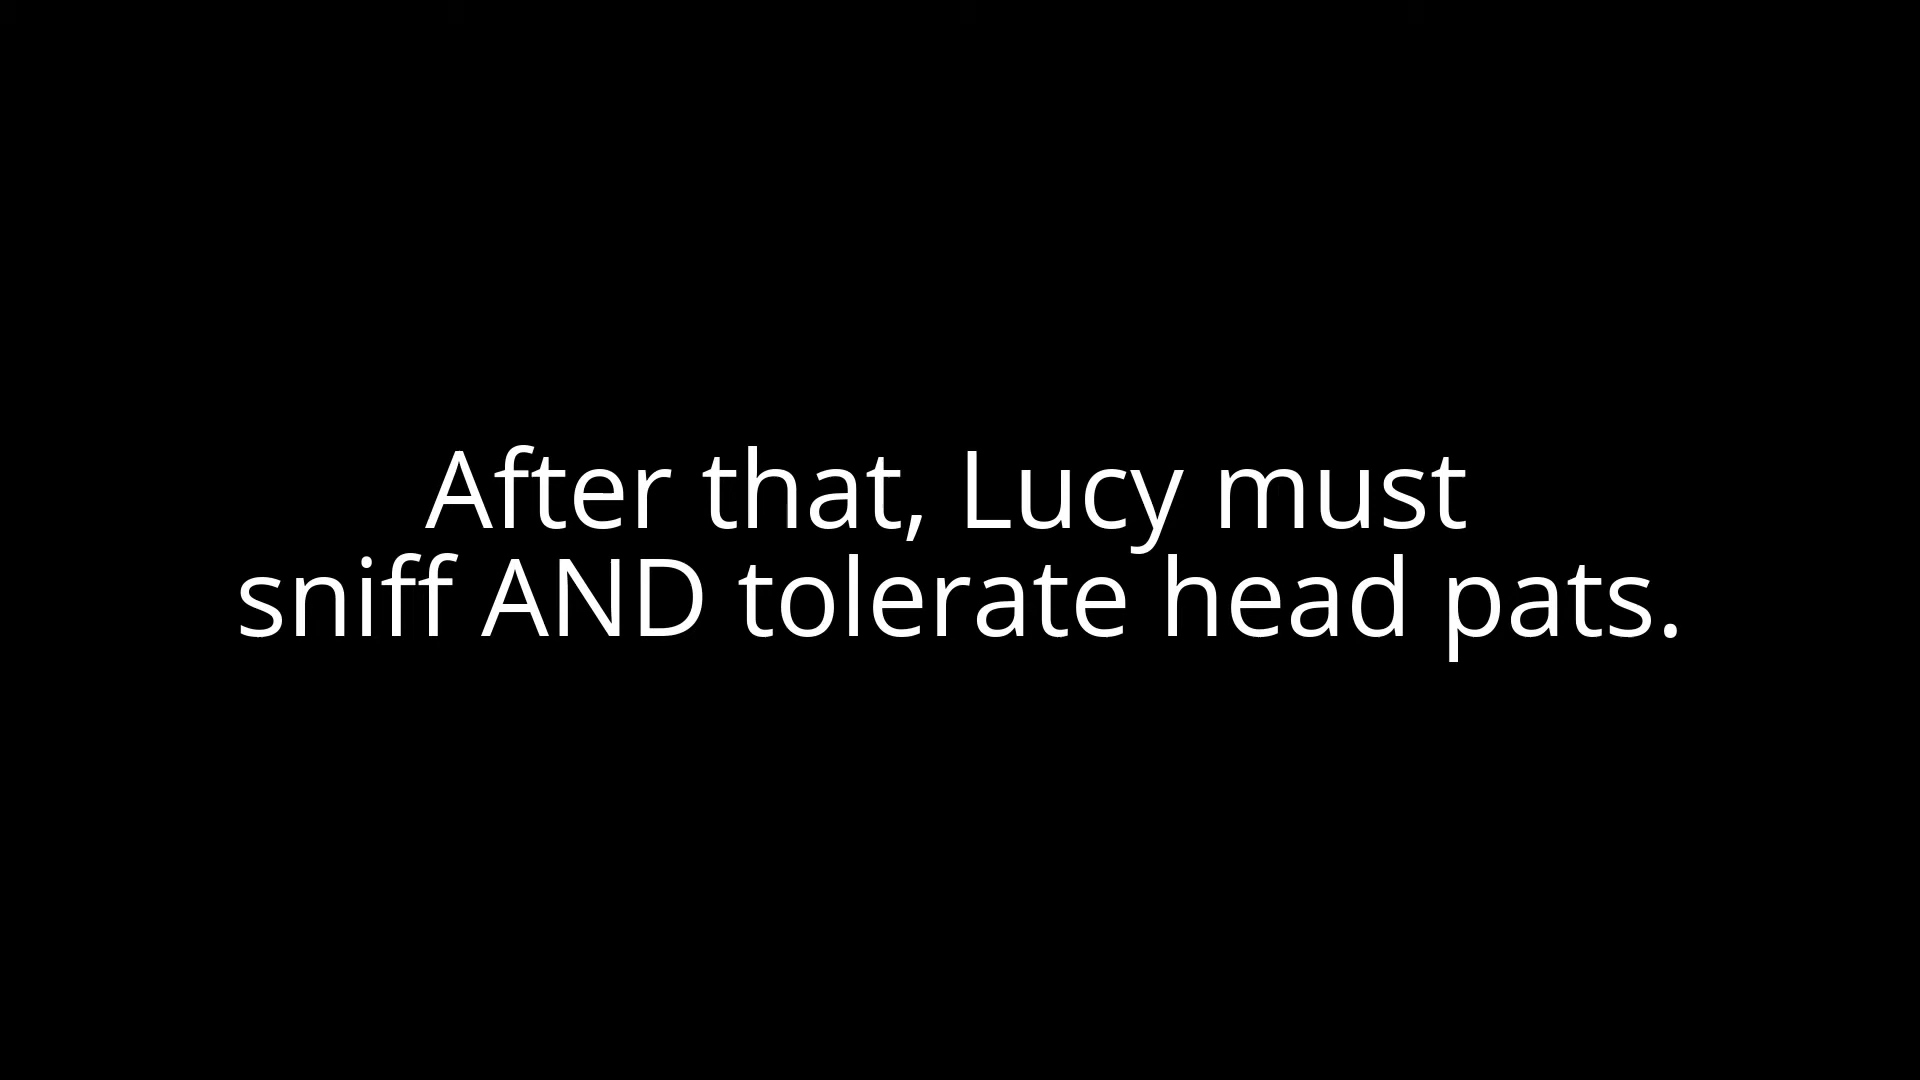 After that, Lucy must
sniff AND tolerate head pats.